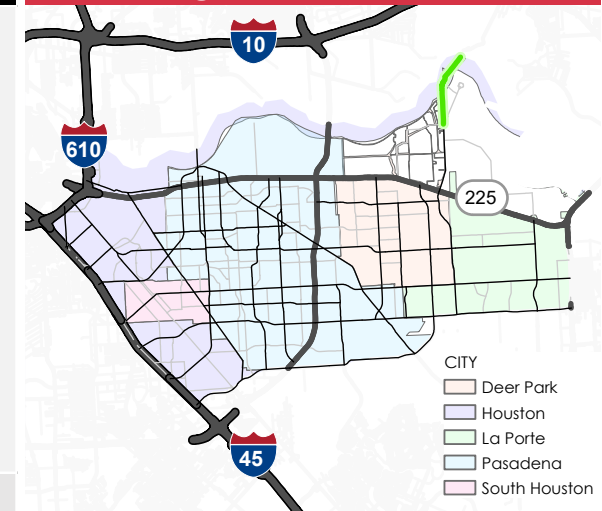 10
610
225
CITY
Deer Park
Houston
La Porte
Pasadena
South Houston
45